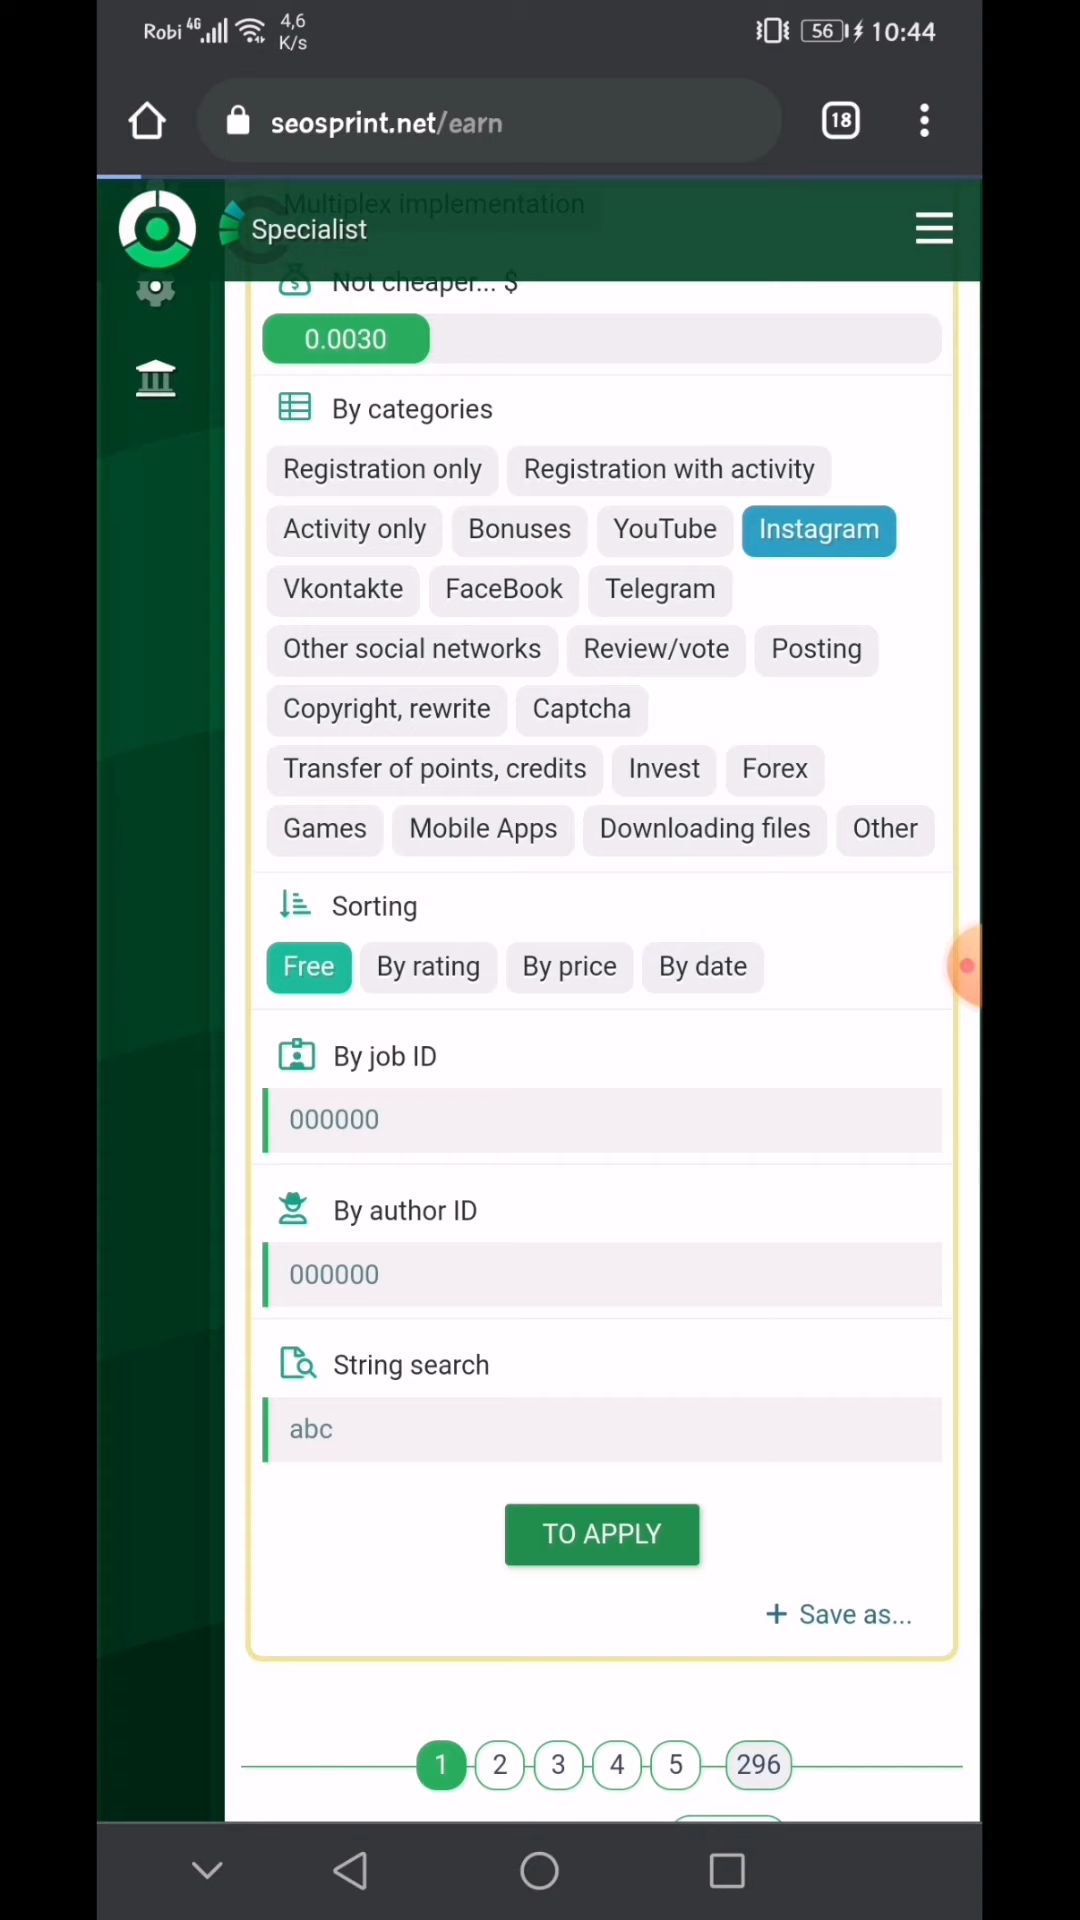 Robi 4G 4,6 K/s 56 10:44
seosprint.net/earn 18
Multiplex implementation
Specialist
Not cheaper... $
0.0030
By categories
Registration only Registration with activity
Activity only Bonuses YouTube Instagram
Vkontakte FaceBook Telegram
Other social networks Review/vote Posting
Copyright, rewrite Captcha
Transfer of points, credits Invest Forex
Games Mobile Apps Downloading files Other
Sorting
Free By rating By price By date
By job ID
000000
By author ID
000000
String search
abc
TO APPLY
+ Save as...
1 2 3 4 5 296